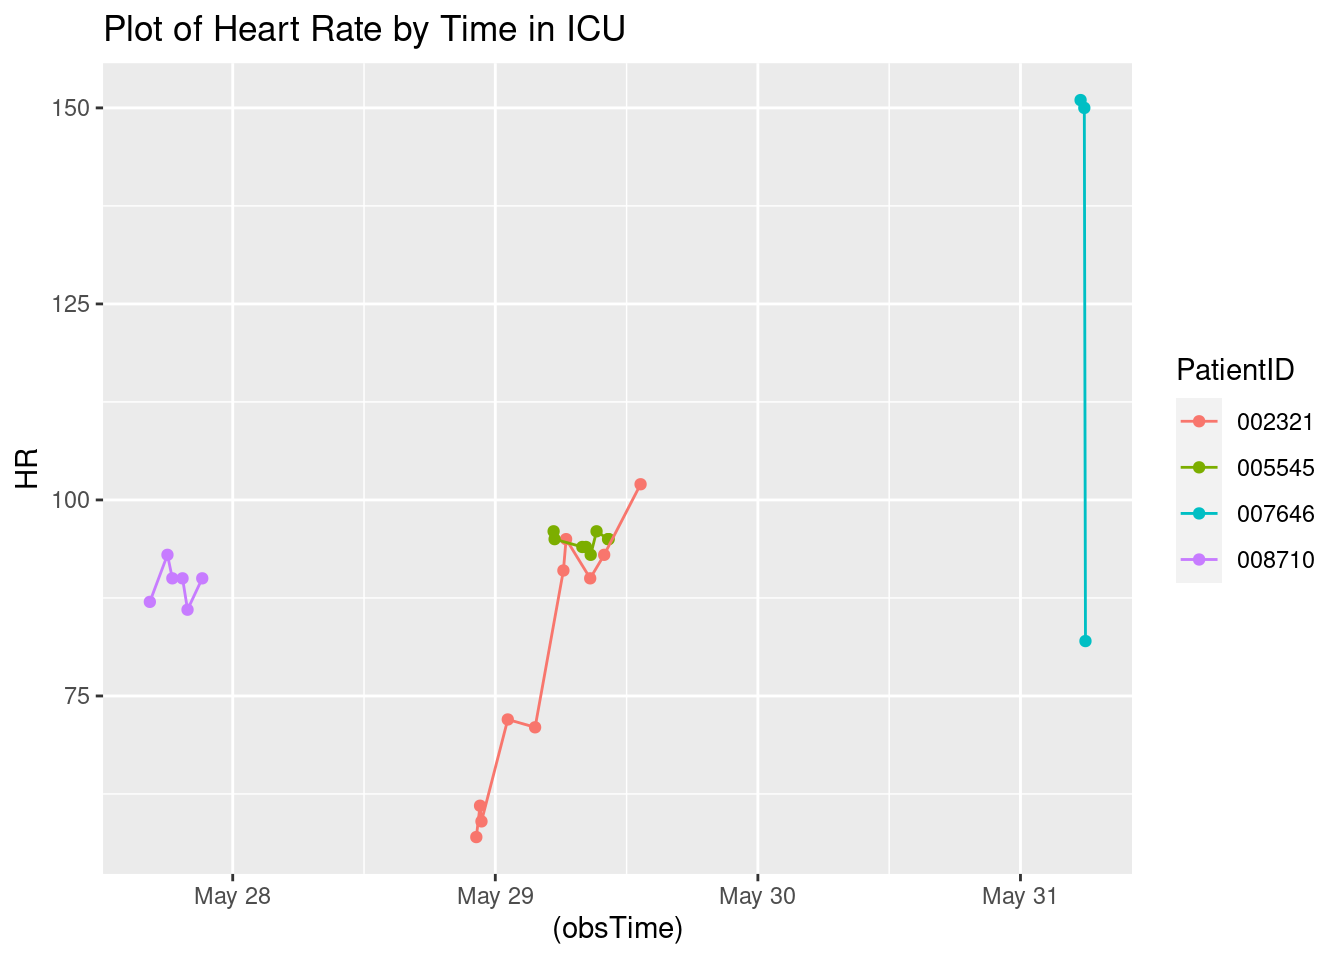 Plot of Heart Rate by Time in ICU
150
125
100
75
HR
May 28
May 29
May 30
May 31
(obsTime)
PatientID
002321
005545
007646
008710